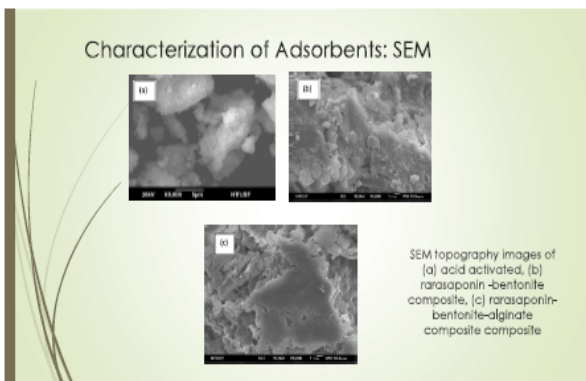 Characterization of Adsorbents: SEM
(a)
(b)
(c)
SEM topography images of
(a) acid activated, (b)
rarasaponin -bentonite
composite, (c) rarasaponin-
bentonite-alginate
composite composite